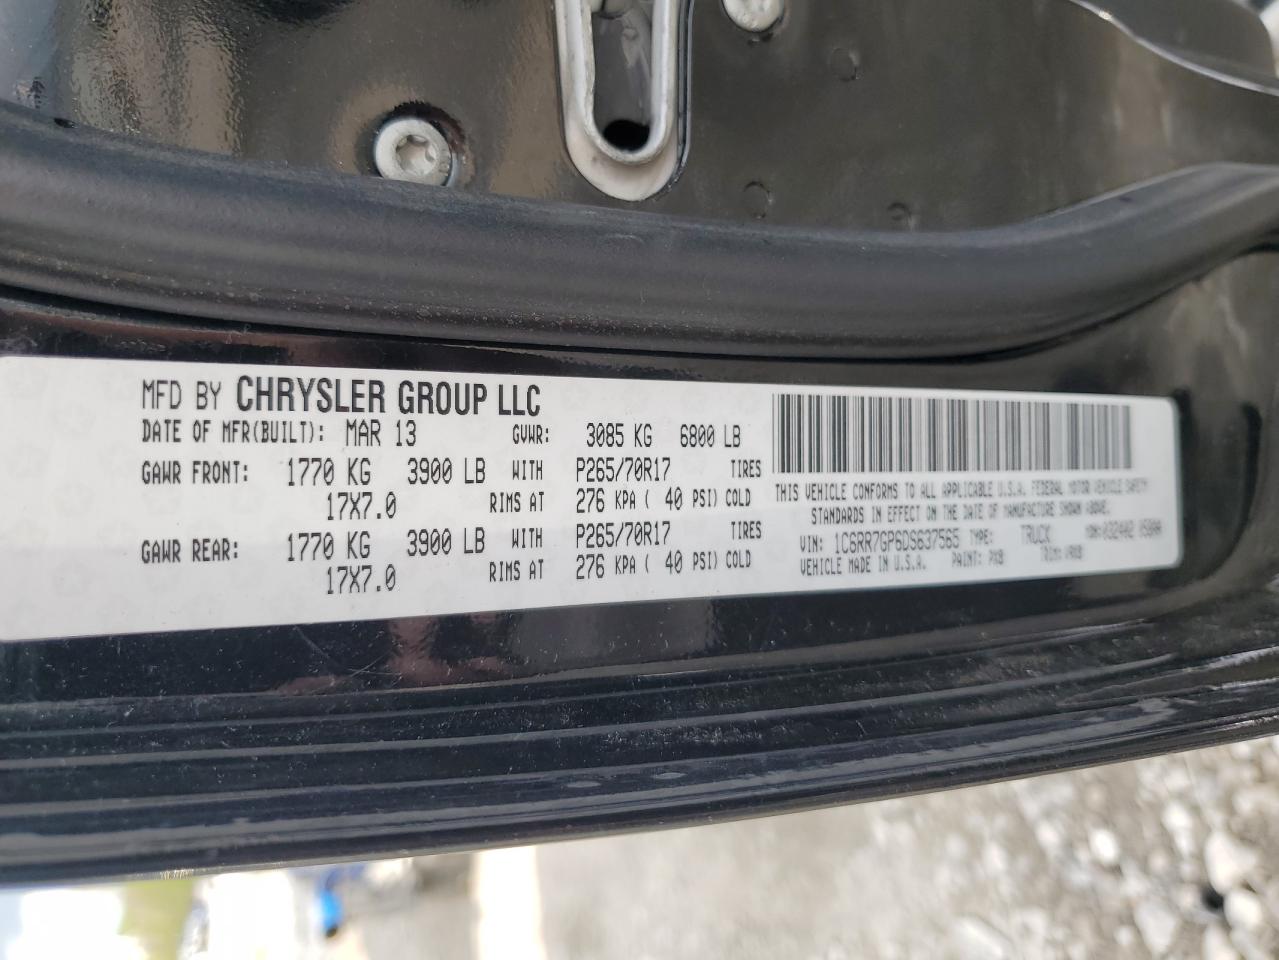 MFD BY CHRYSLER GROUP LLC
DATE OF MFR(BUILT): MAR 13 GVWR: 3085 KG 6800 LB
GAWR FRONT: 1770 KG 3900 LB WITH P265/70R17 TIRES
17X7.0 RIMS AT 276 KPA ( 40 PSI) COLD
GAWR REAR: 1770 KG 3900 LB WITH P265/70R17 TIRES
17X7.0 RIMS AT 276 KPA ( 40 PSI) COLD
THIS VEHICLE CONFORMS TO ALL APPLICABLE U.S.A. FEDERAL MOTOR VEHICLE SAFETY
STANDARDS IN EFFECT ON THE DATE OF MANUFACTURE SHOWN ABOVE.
VIN: 1C6RR7GP6DS637565 TYPE: TRUCK
VEHICLE MADE IN U.S.A. PAINT: PX8 TRIM: